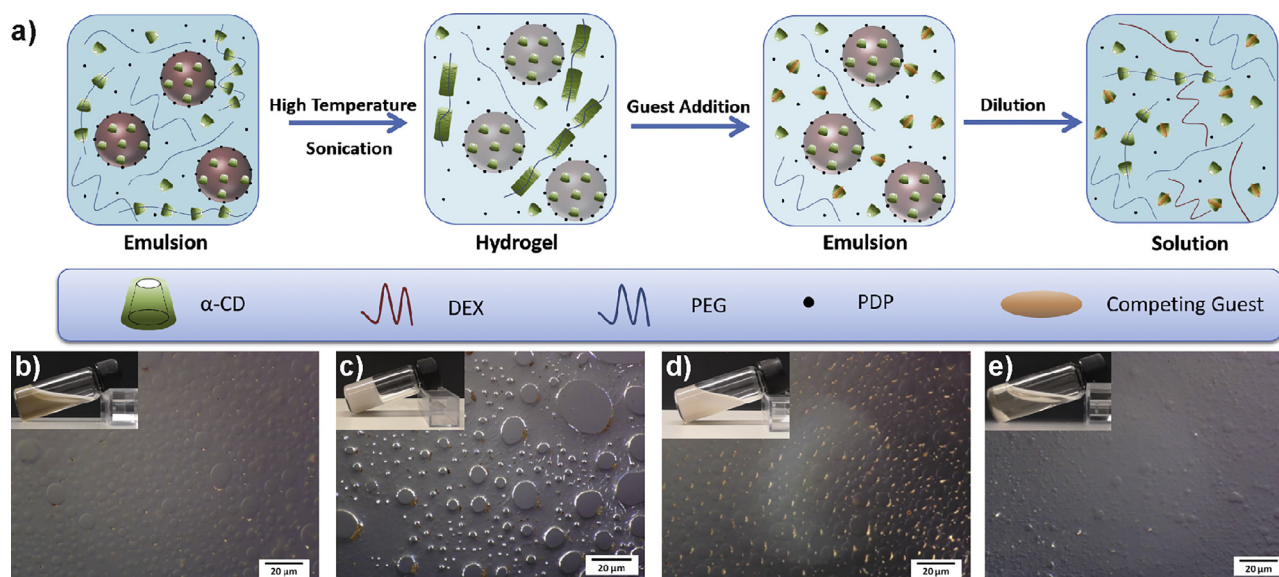 a)
High Temperature
Sonication
Guest Addition
Dilution
Emulsion
Hydrogel
Emulsion
Solution
α-CD
DEX
PEG
PDP
Competing Guest
b)
c)
d)
e)
20 μm
20 μm
20 μm
20 μm